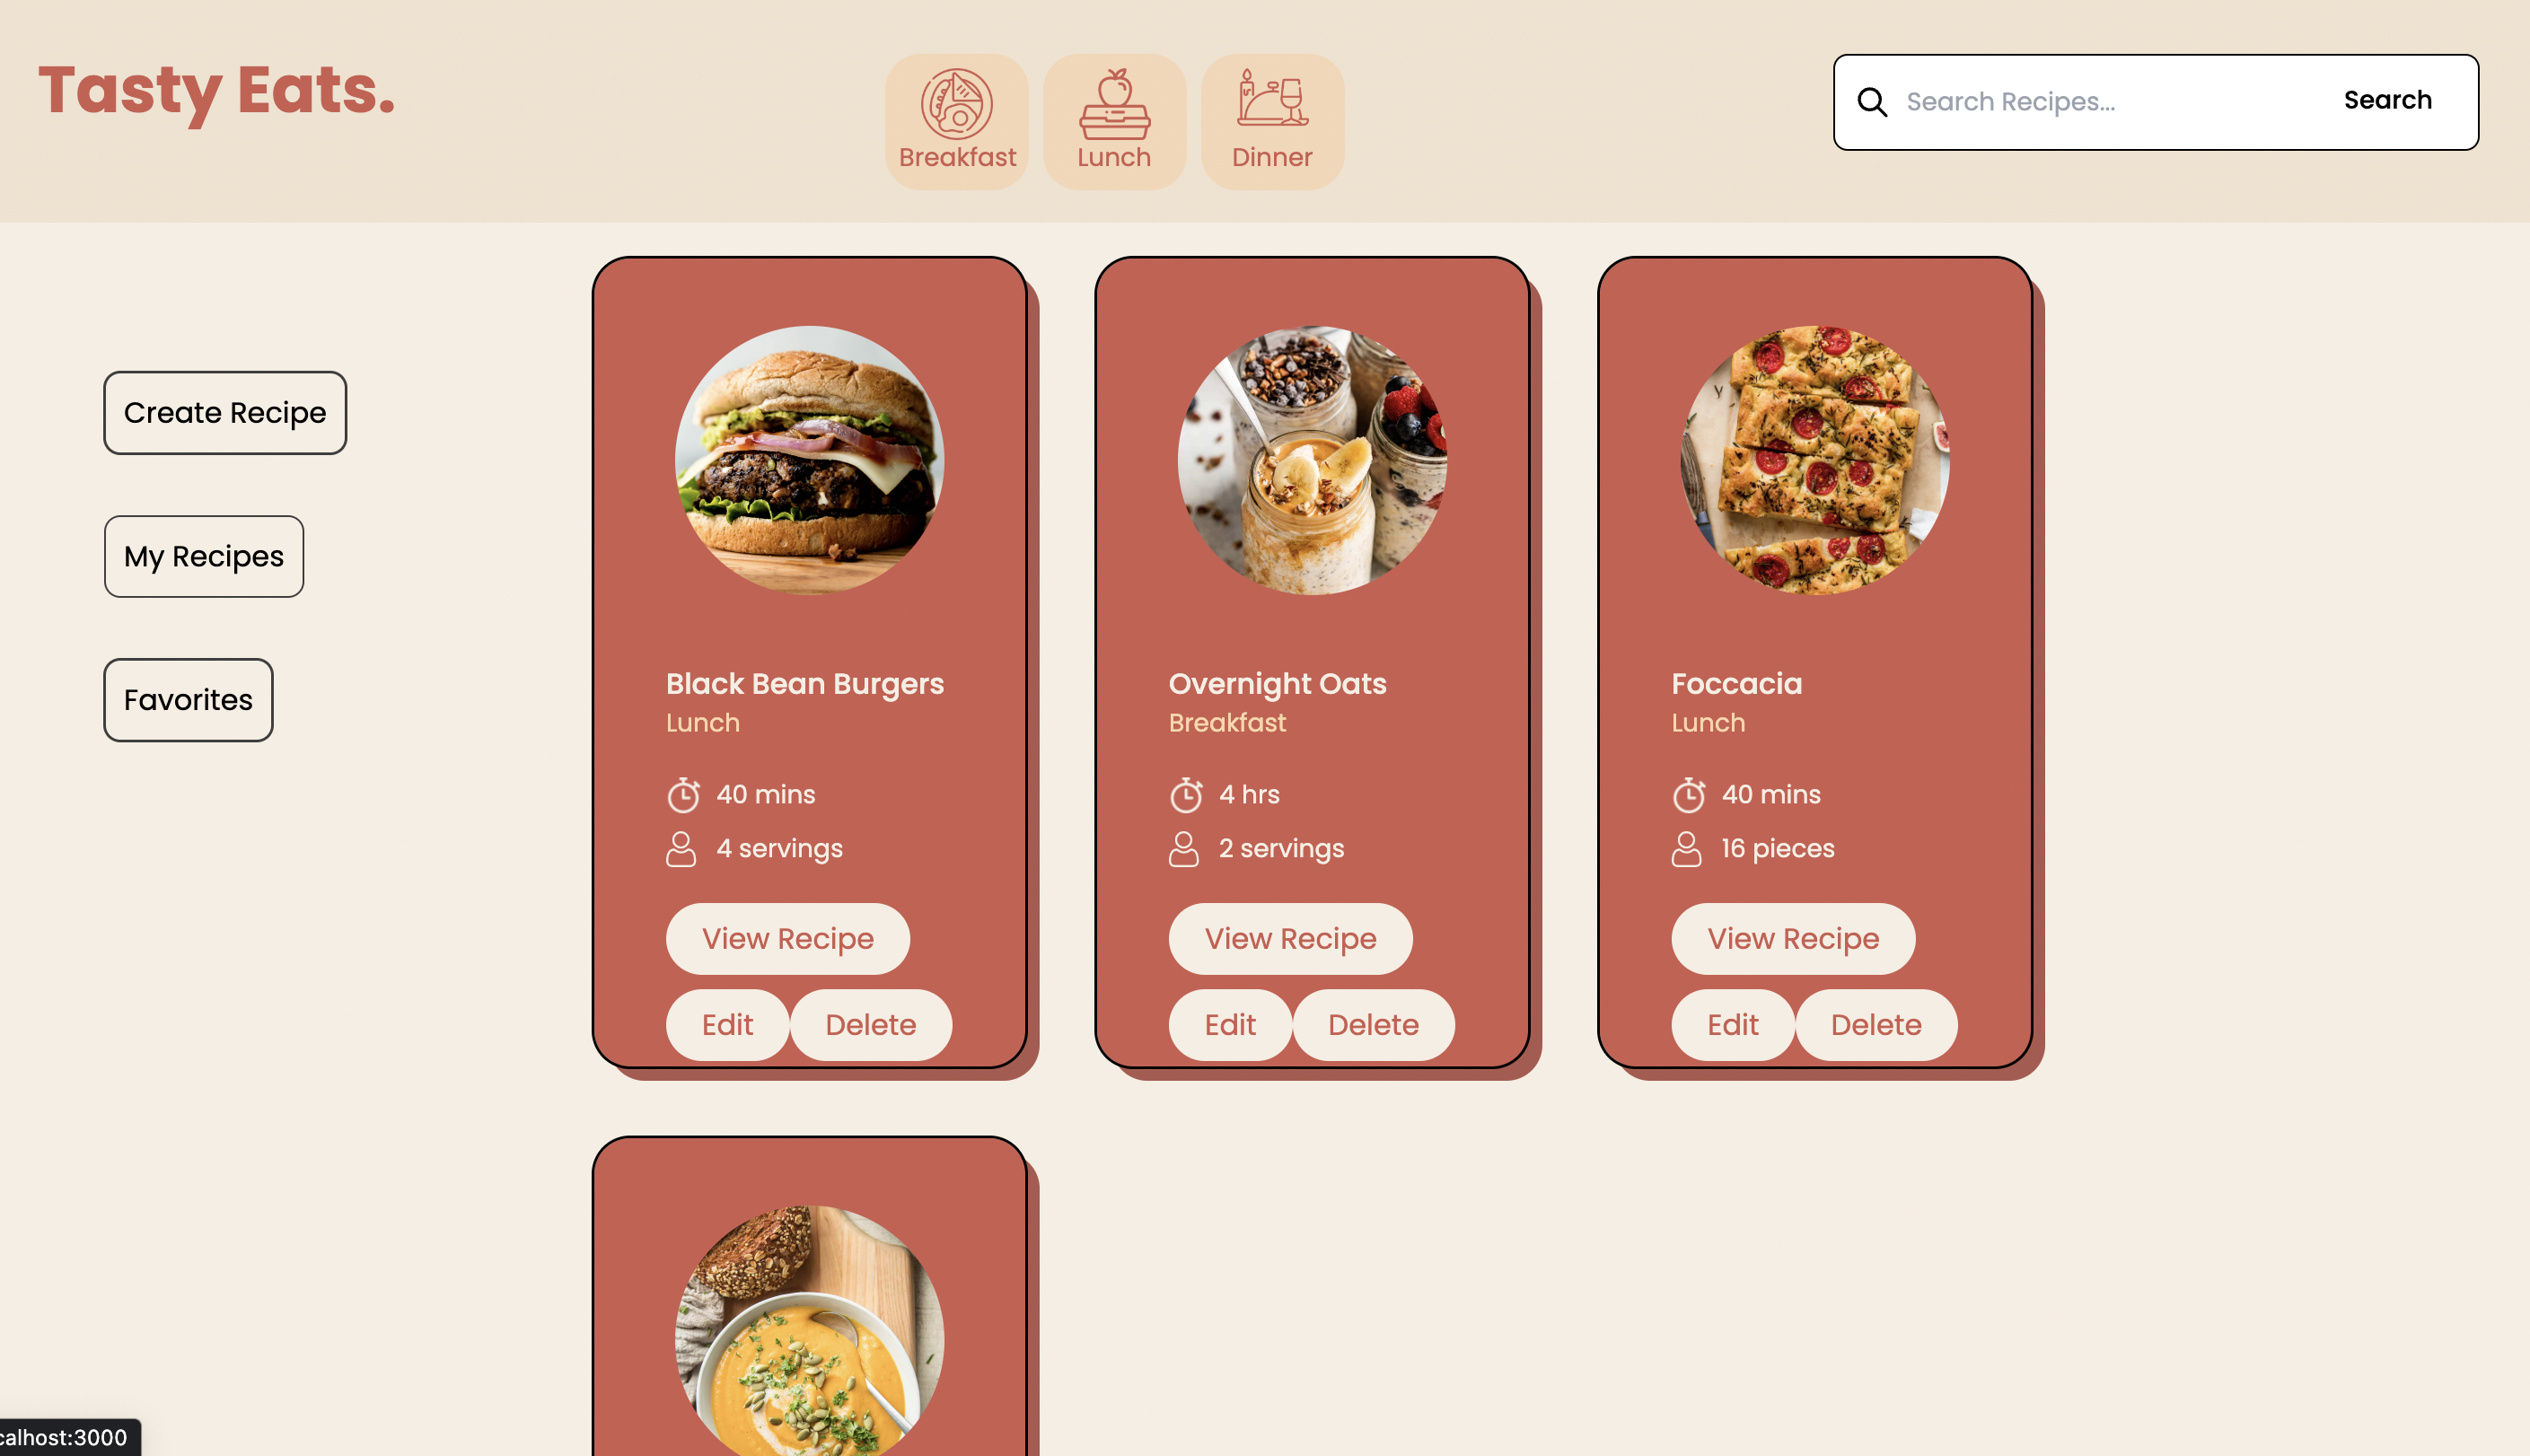 Tasty Eats.
Breakfast
Lunch
Dinner
Search Recipes...
Search
Create Recipe
My Recipes
Favorites
Black Bean Burgers
Lunch
40 mins
4 servings
View Recipe
Edit
Delete
Overnight Oats
Breakfast
4 hrs
2 servings
View Recipe
Edit
Delete
Foccacia
Lunch
40 mins
16 pieces
View Recipe
Edit
Delete
calhost:3000